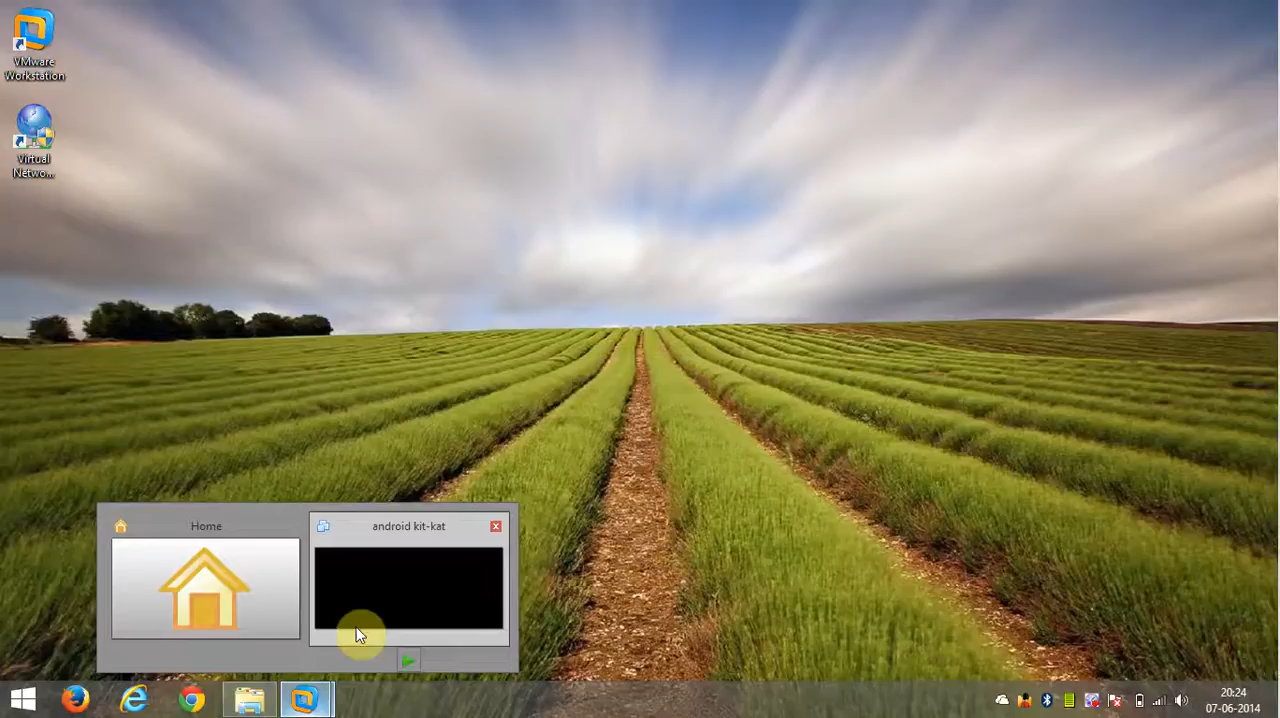 VMware
Workstation
Virtual
Netwo...
Home
android kit-kat
20:24
07-06-2014